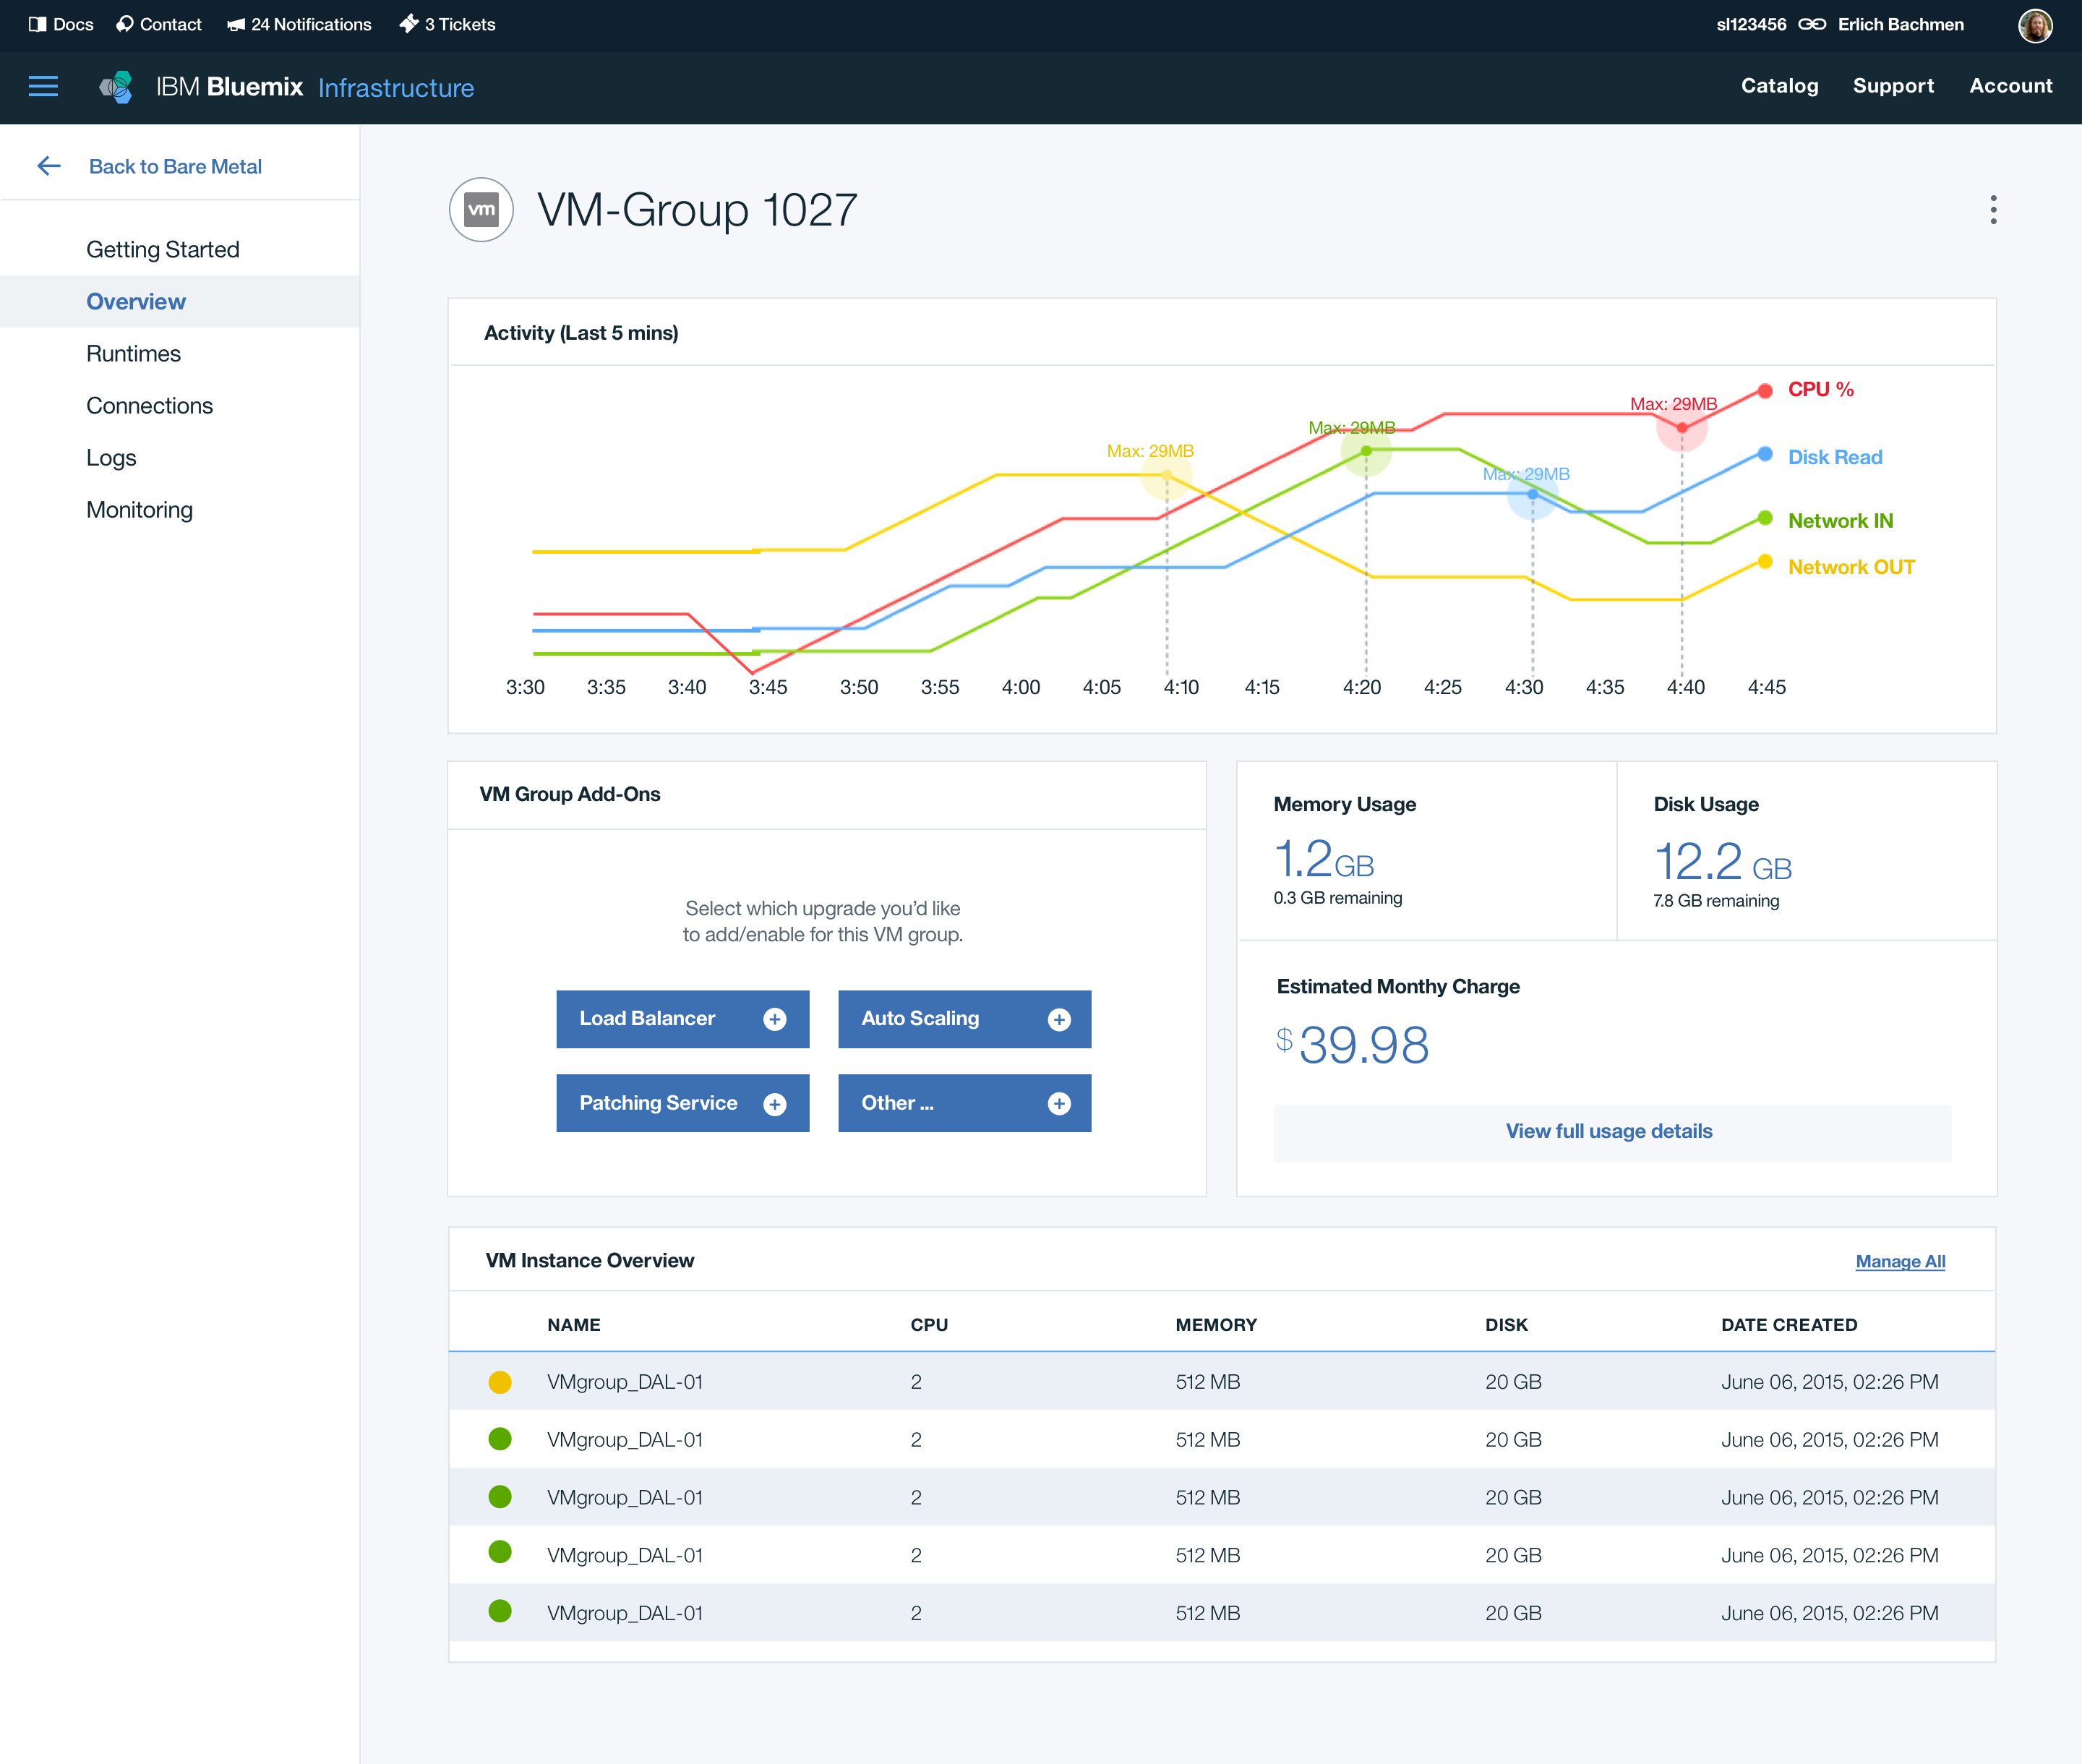 Docs Contact 24 Notifications 3 Tickets sl123456 Erlich Bachmen
IBM Bluemix Infrastructure Catalog Support Account
Back to Bare Metal
Getting Started
Overview
Runtimes
Connections
Logs
Monitoring
vm VM-Group 1027
Activity (Last 5 mins)
CPU %
Max: 29MB
Max: 29MB
Max: 29MB
Disk Read
Max: 29MB
Network IN
Network OUT
3:30 3:35 3:40 3:45 3:50 3:55 4:00 4:05 4:10 4:15 4:20 4:25 4:30 4:35 4:40 4:45
VM Group Add-Ons
Select which upgrade you’d like
to add/enable for this VM group.
Load Balancer Auto Scaling
Patching Service Other ...
Memory Usage
1.2GB
0.3 GB remaining
Disk Usage
12.2 GB
7.8 GB remaining
Estimated Monthy Charge
$39.98
View full usage details
VM Instance Overview Manage All
NAME CPU MEMORY DISK DATE CREATED
VMgroup_DAL-01 2 512 MB 20 GB June 06, 2015, 02:26 PM
VMgroup_DAL-01 2 512 MB 20 GB June 06, 2015, 02:26 PM
VMgroup_DAL-01 2 512 MB 20 GB June 06, 2015, 02:26 PM
VMgroup_DAL-01 2 512 MB 20 GB June 06, 2015, 02:26 PM
VMgroup_DAL-01 2 512 MB 20 GB June 06, 2015, 02:26 PM